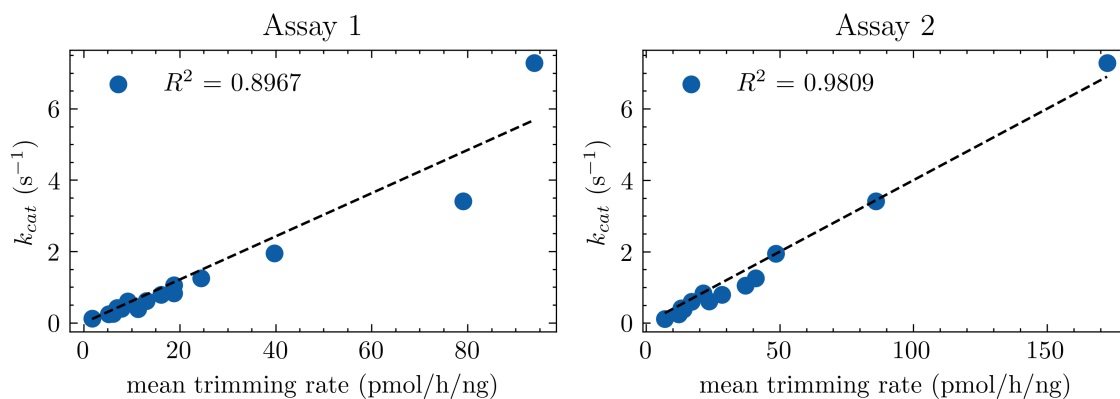 Assay 1
R² = 0.8967
6
4
2
0
k_cat (s⁻¹)
0 20 40 60 80
mean trimming rate (pmol/h/ng)
Assay 2
R² = 0.9809
6
4
2
0
k_cat (s⁻¹)
0 50 100 150
mean trimming rate (pmol/h/ng)